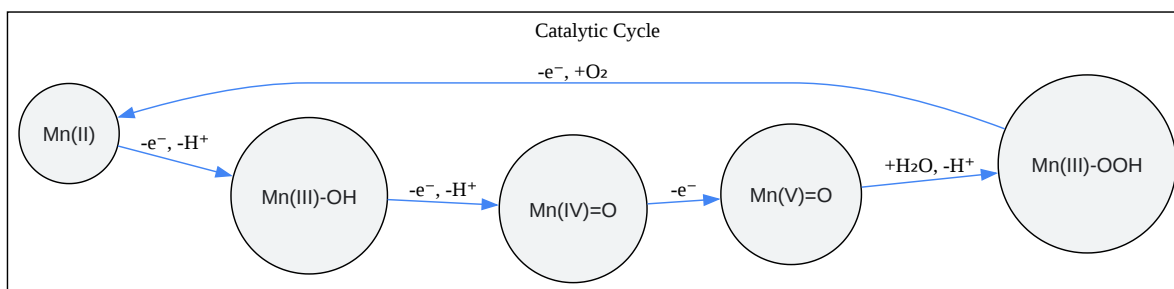 Catalytic Cycle
-e⁻, +O₂
Mn(II)
-e⁻, -H⁺
Mn(III)-OH
-e⁻, -H⁺
Mn(IV)=O
-e⁻
Mn(V)=O
+H₂O, -H⁺
Mn(III)-OOH